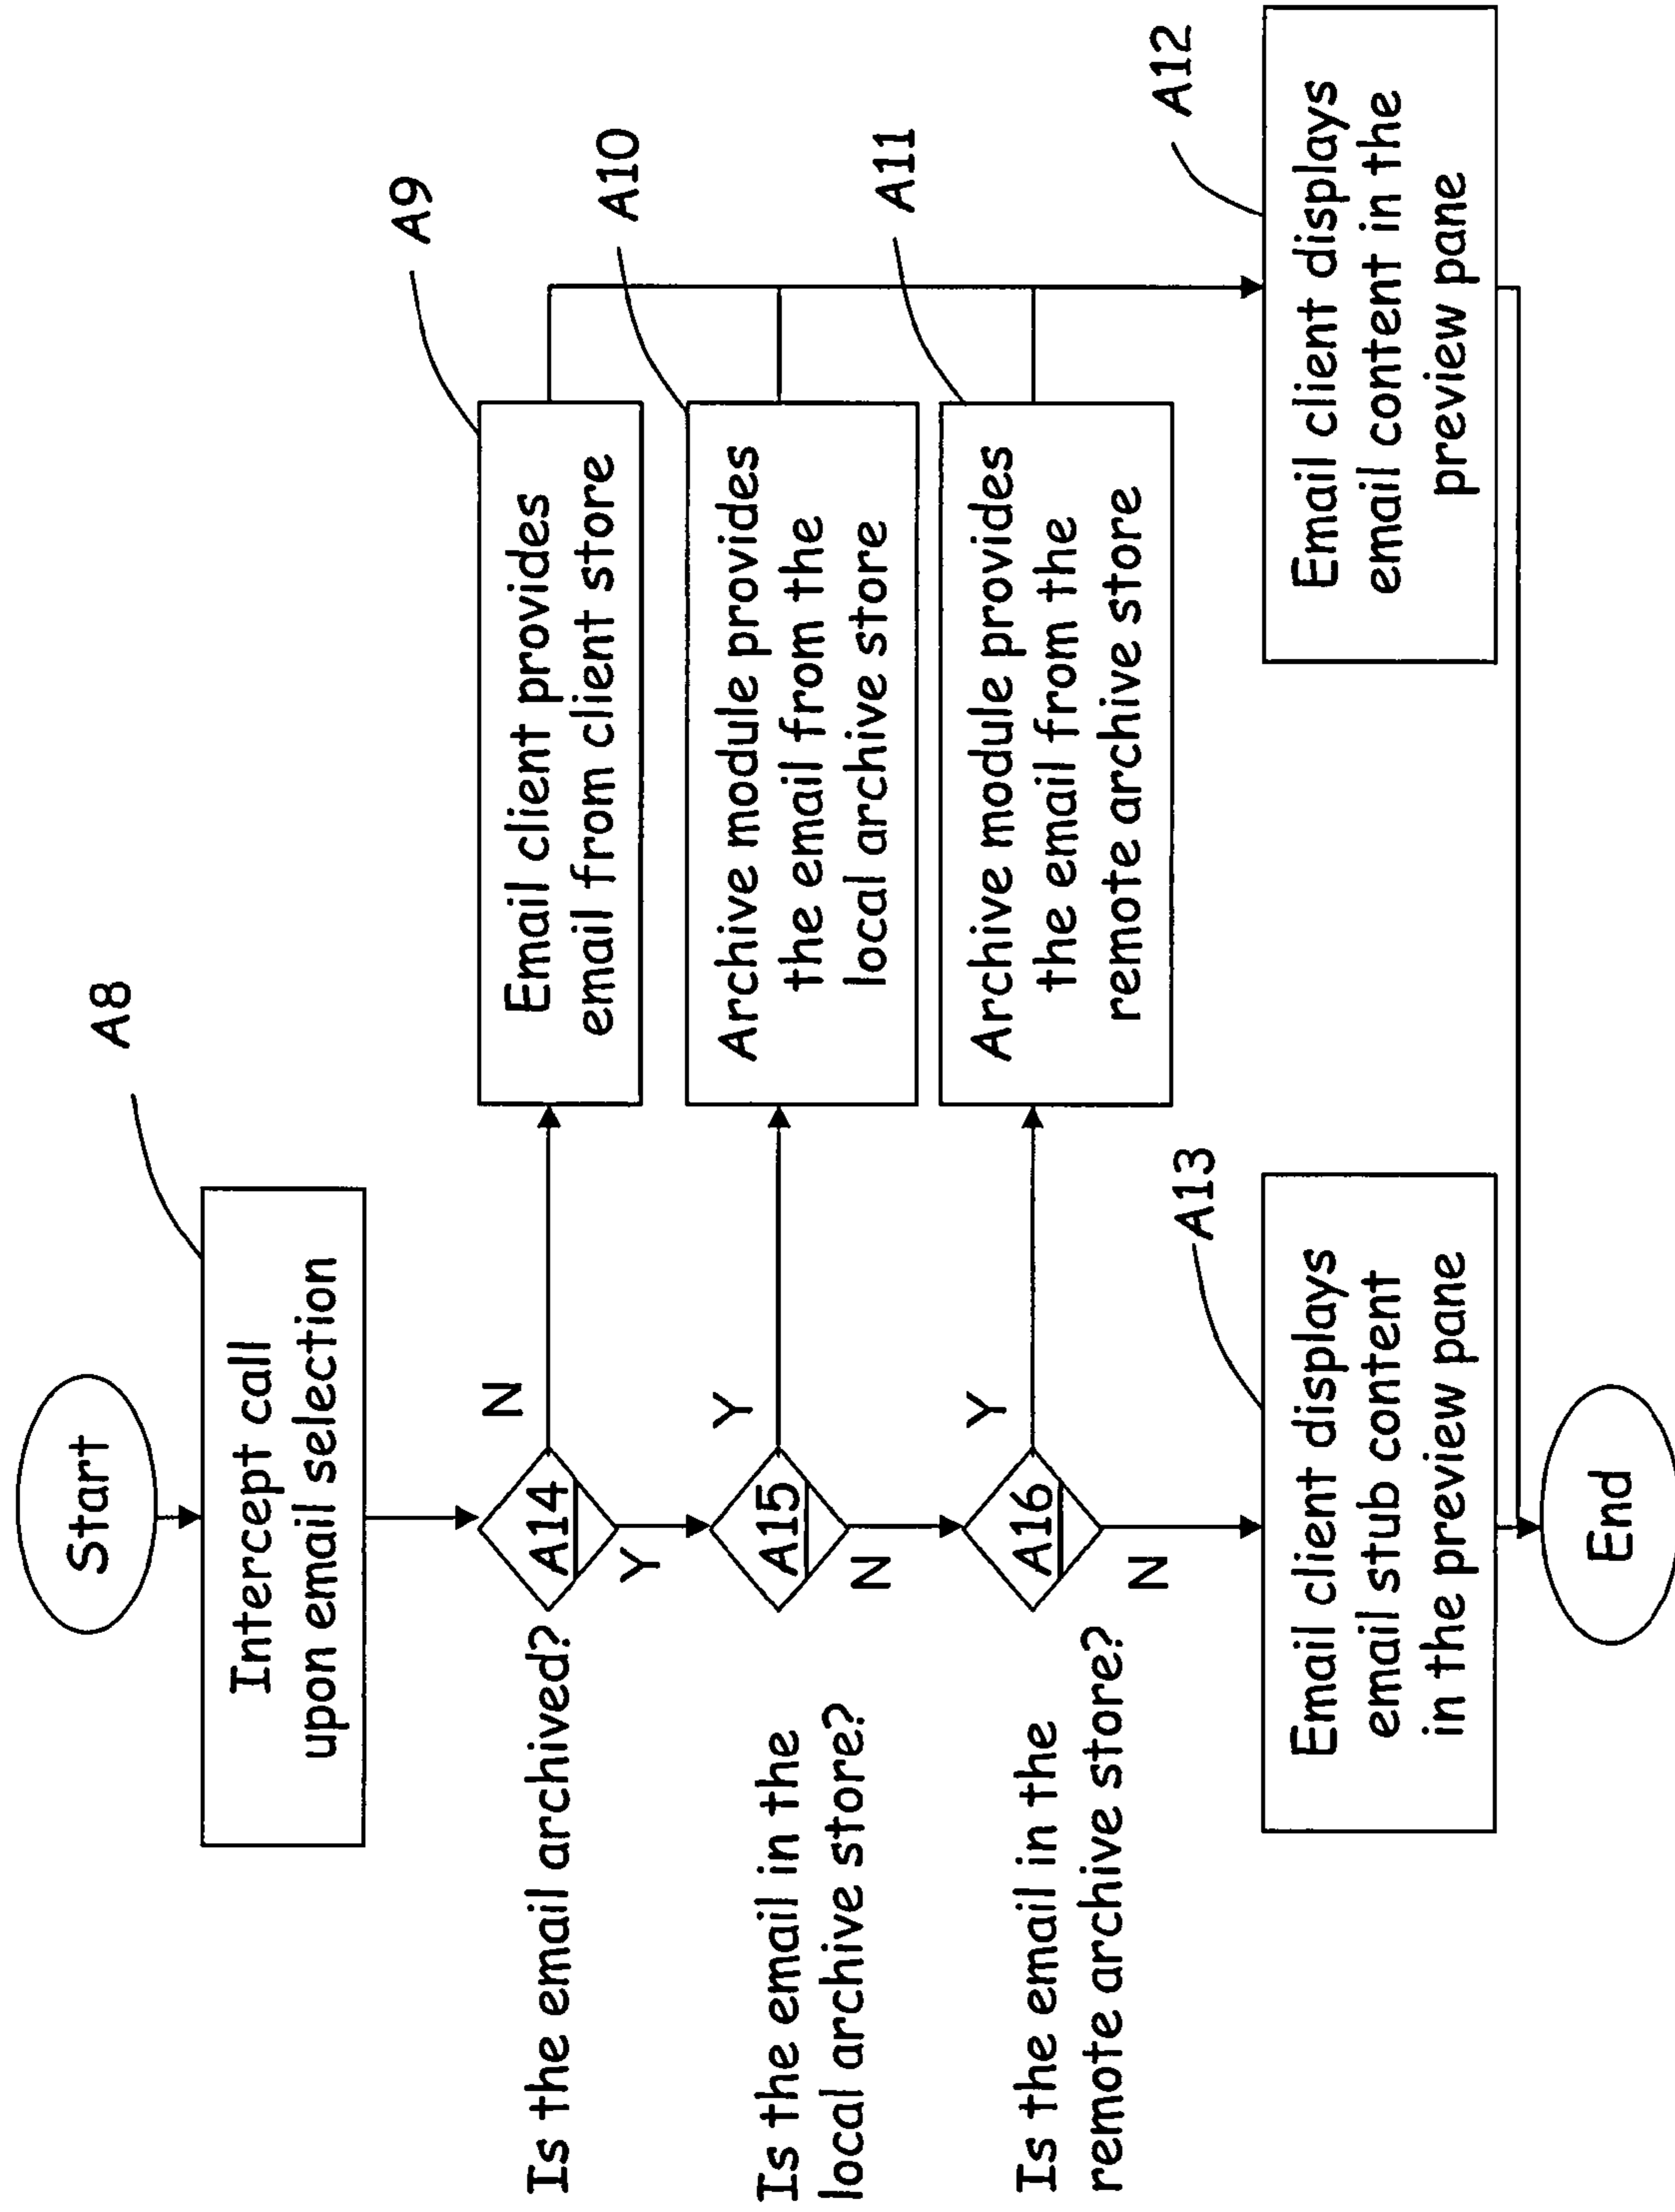 Start
A8
Intercept call
upon email selection
Is the email archived?
A14
N
Y
A9
Email client provides
email from client store
Is the email in the
local archive store?
A15
Y
N
A10
Archive module provides
the email from the
local archive store
Is the email in the
remote archive store?
A16
Y
N
A11
Archive module provides
the email from the
remote archive store
A13
Email client displays
email stub content
in the preview pane
A12
Email client displays
email content in the
preview pane
End